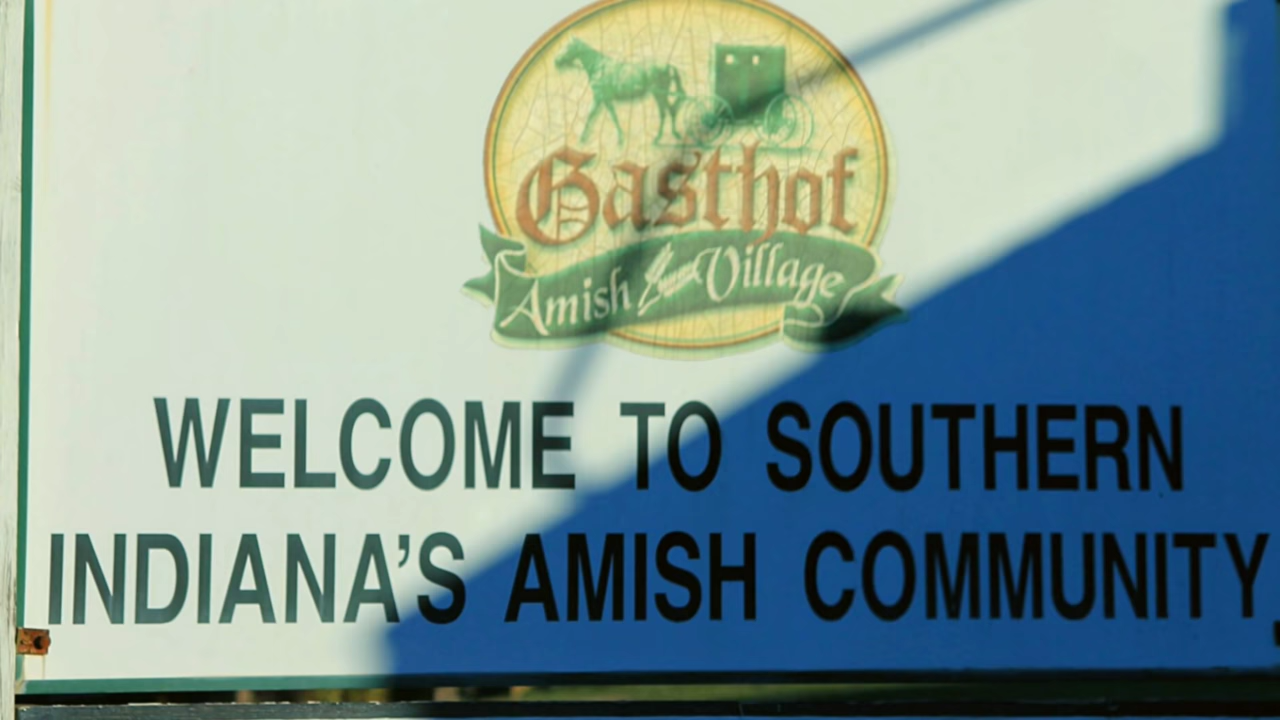 Gasthof
Amish Village
WELCOME TO SOUTHERN
INDIANA'S AMISH COMMUNITY